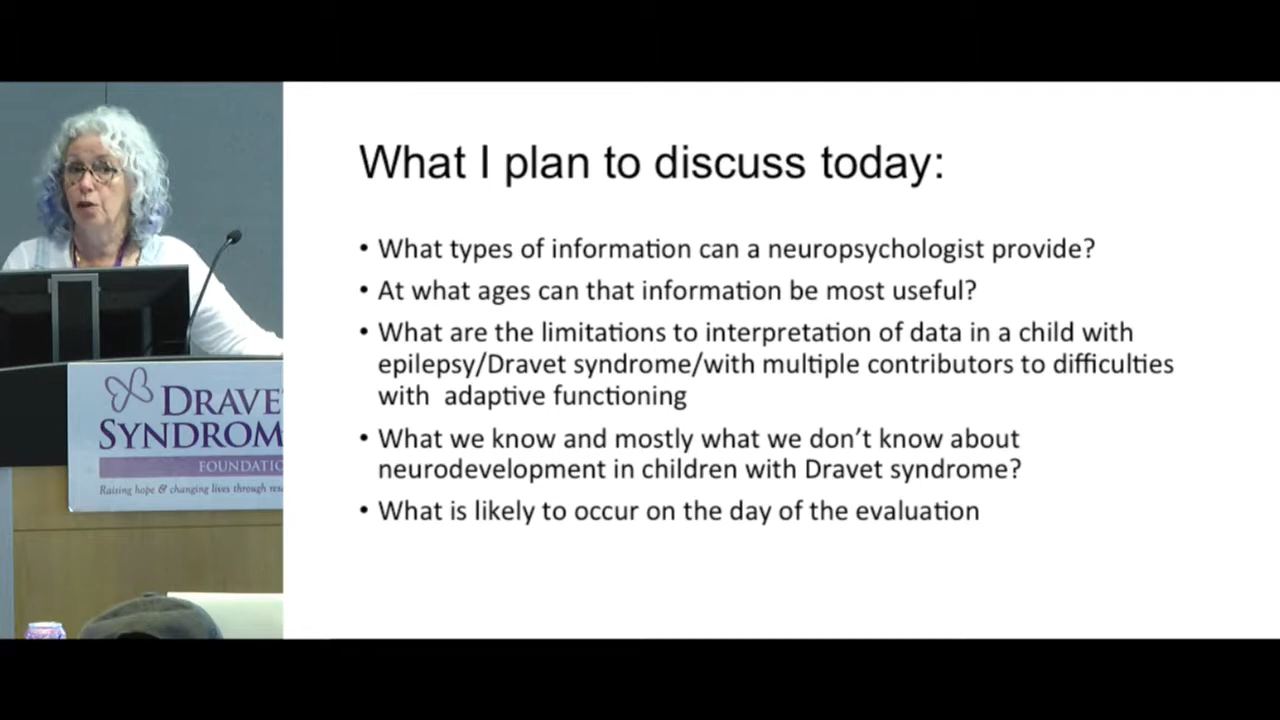 What I plan to discuss today:
• What types of information can a neuropsychologist provide?
• At what ages can that information be most useful?
• What are the limitations to interpretation of data in a child with
epilepsy/Dravet syndrome/with multiple contributors to difficulties
with  adaptive functioning
• What we know and mostly what we don't know about
neurodevelopment in children with Dravet syndrome?
• What is likely to occur on the day of the evaluation
DRAVE
SYNDROM
FOUNDATIO
Raising hope & changing lives through res